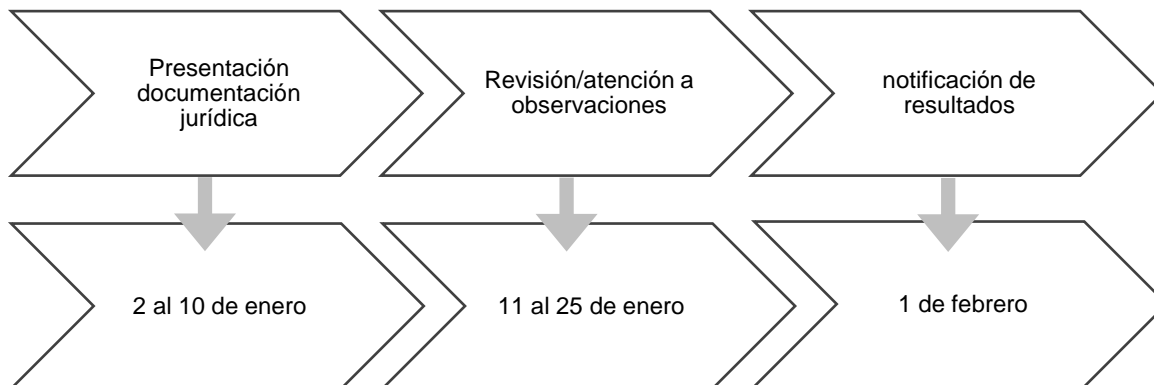 Presentación
documentación
jurídica
Revisión/atención a
observaciones
notificación de
resultados
2 al 10 de enero
11 al 25 de enero
1 de febrero